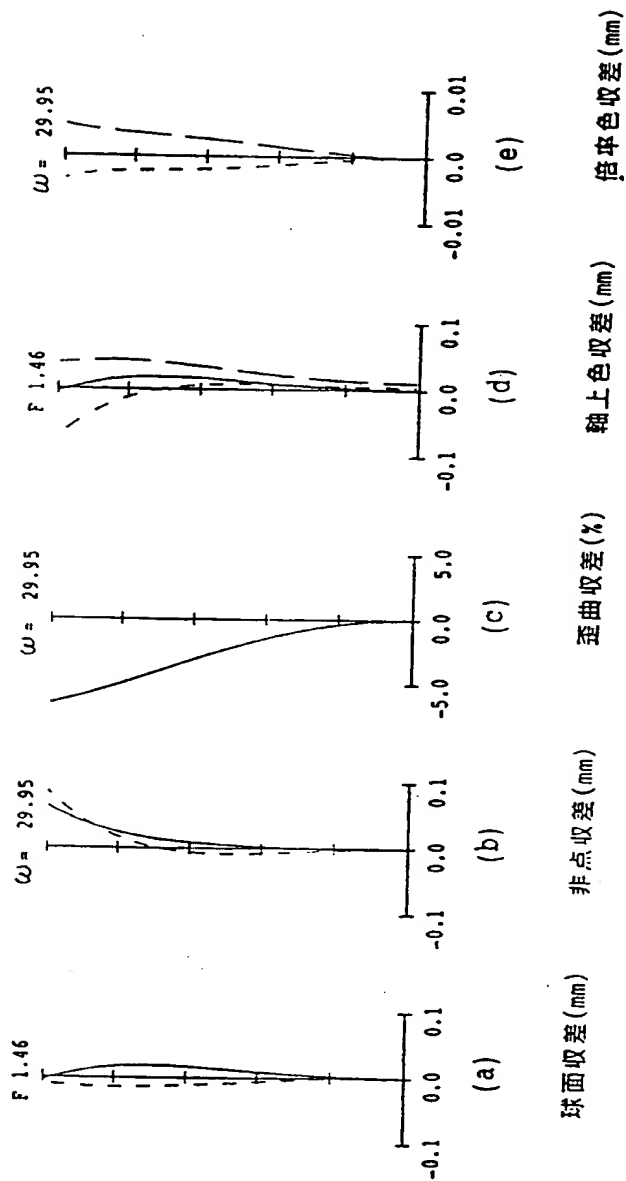 F 1.46
-0.1 0.0 0.1
(a)
球面収差(mm)
ω= 29.95
-0.1 0.0 0.1
(b)
非点収差(mm)
ω= 29.95
-5.0 0.0 5.0
(c)
歪曲収差(%)
F 1.46
-0.1 0.0 0.1
(d)
軸上色収差(mm)
ω= 29.95
-0.01 0.0 0.01
(e)
倍率色収差(mm)